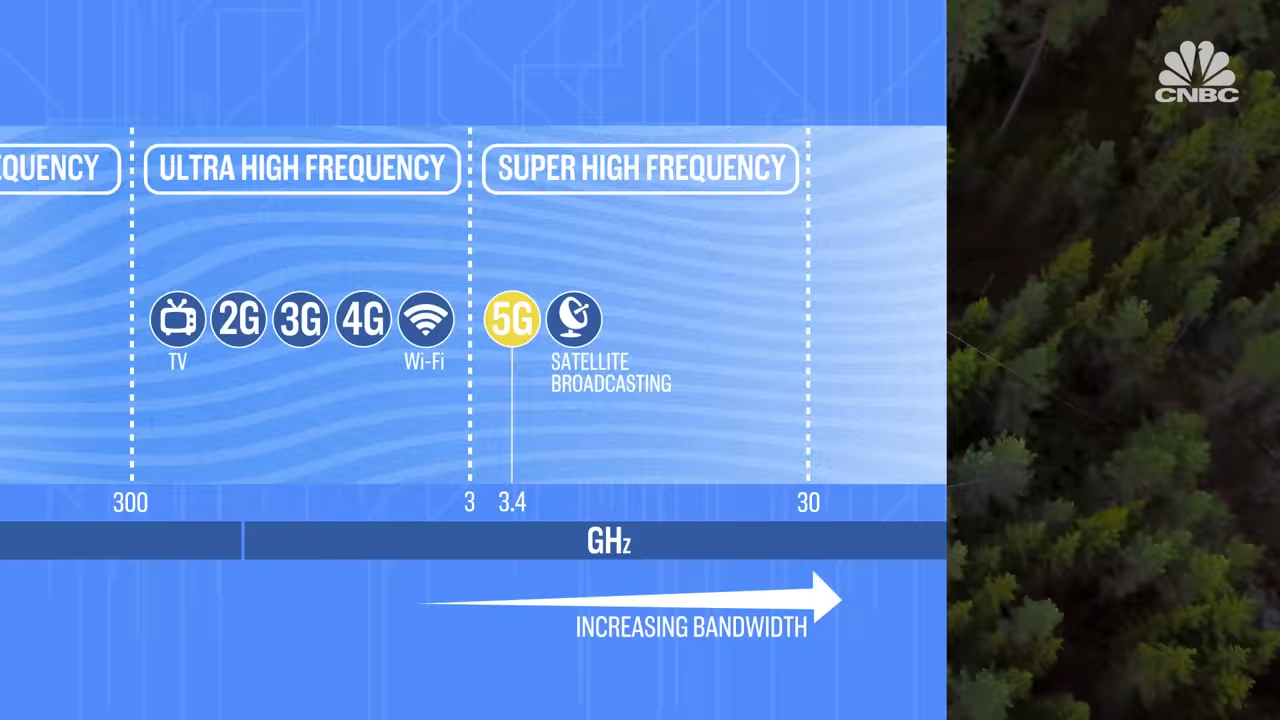 CNBC
EQUENCY
ULTRA HIGH FREQUENCY
SUPER HIGH FREQUENCY
2G
3G
4G
5G
TV
Wi-Fi
SATELLITE
BROADCASTING
300
3
3.4
30
GHz
INCREASING BANDWIDTH